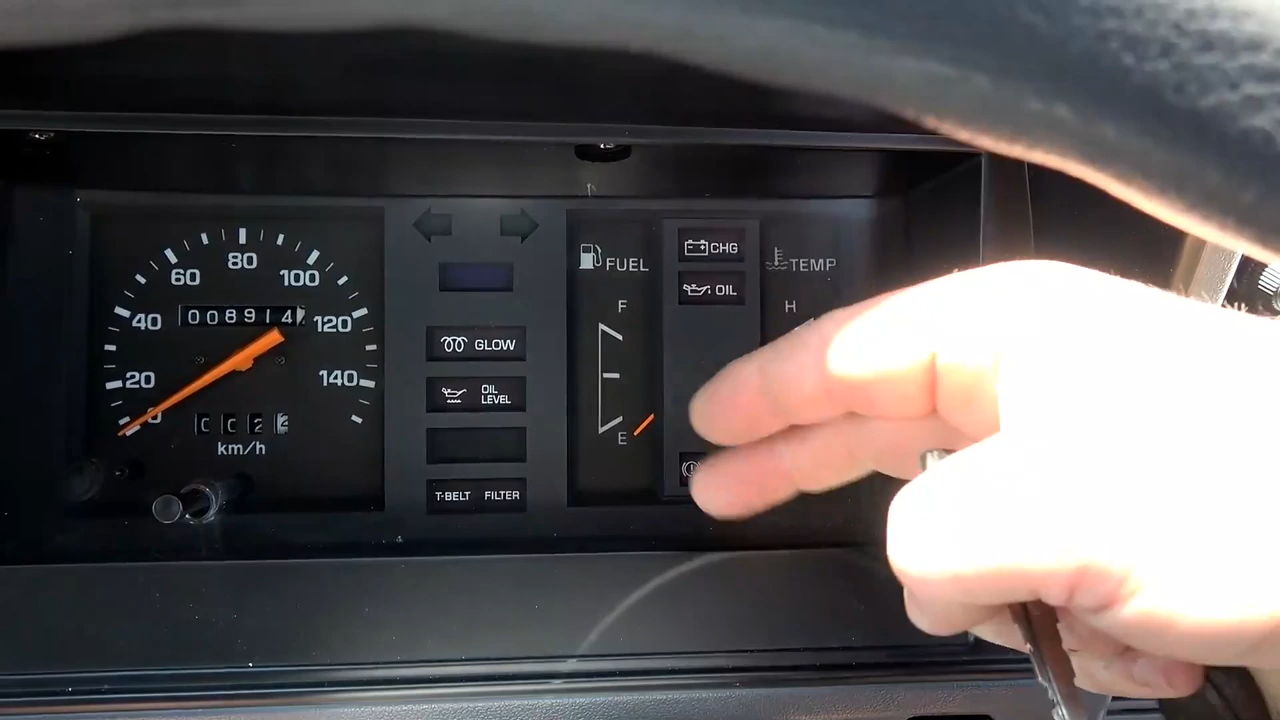 80
60
100
40
120
20
140
0
008914
km/h
GLOW
OIL
LEVEL
T-BELT FILTER
FUEL
F
E
CHG
OIL
TEMP
H